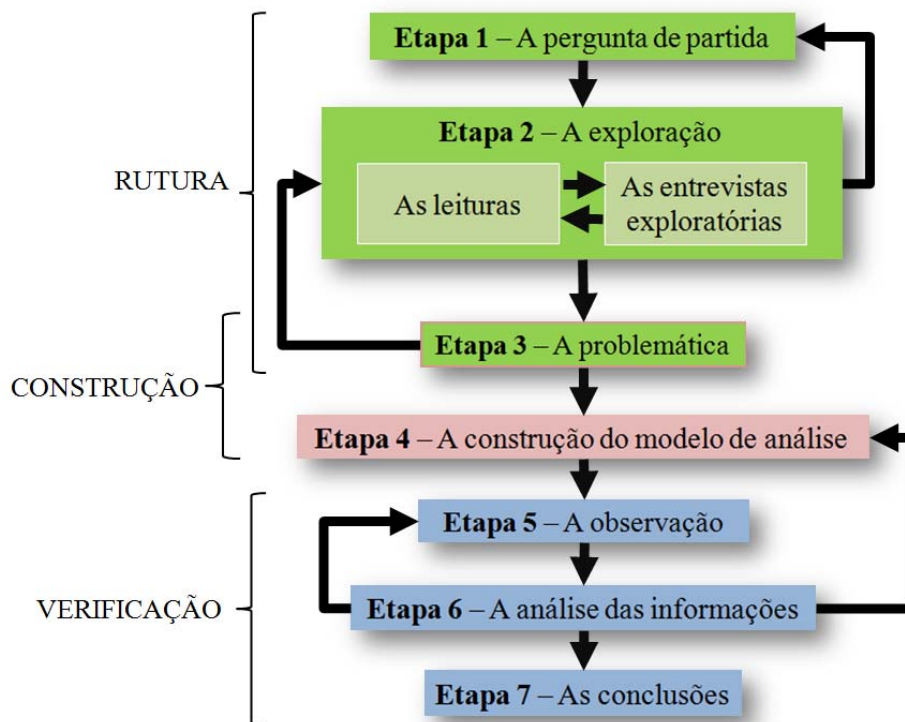 Etapa 1 – A pergunta de partida
Etapa 2 – A exploração
RUTURA
As leituras
As entrevistas
exploratórias
Etapa 3 – A problemática
CONSTRUÇÃO
Etapa 4 – A construção do modelo de análise
Etapa 5 – A observação
VERIFICAÇÃO
Etapa 6 – A análise das informações
Etapa 7 – As conclusões